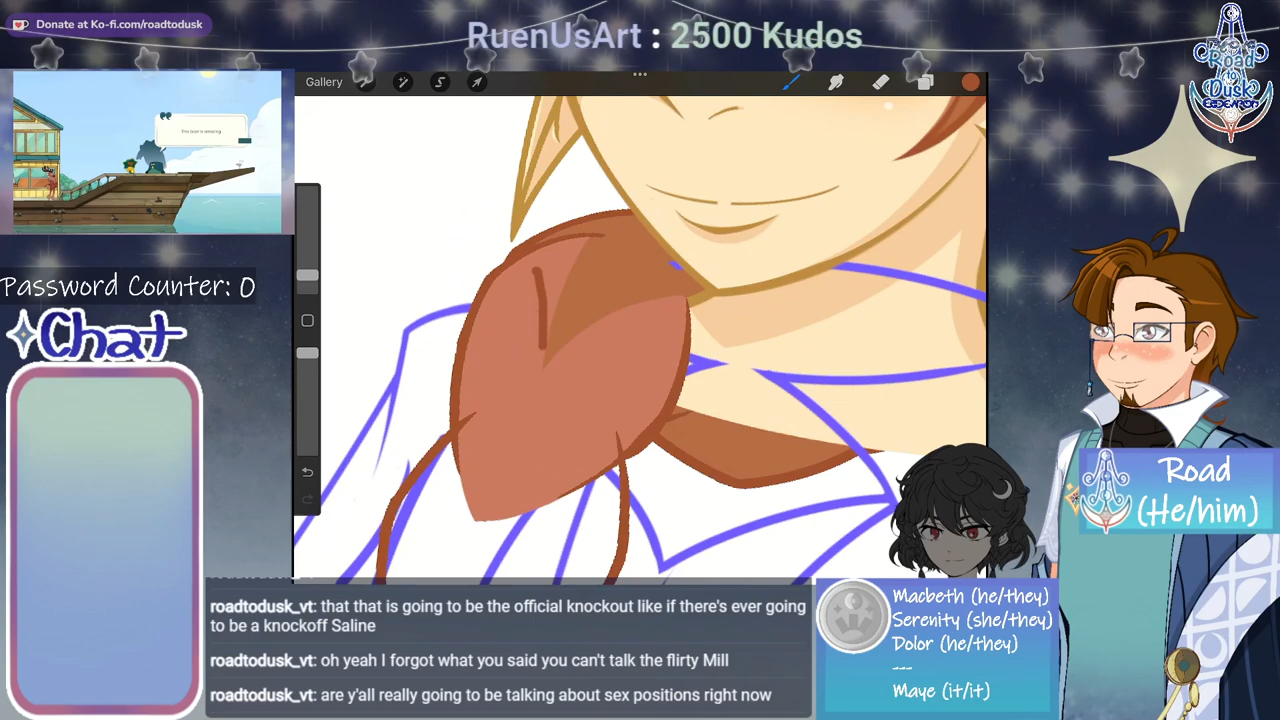 Donate at Ko-fi.com/roadtodusk
RuenUsArt : 2500 Kudos
Road
to
Dusk
Gallery
Password Counter: 0
Chat
roadtodusk_vt: that that is going to be the official knockout like if there's ever going
to be a knockoff Saline
roadtodusk_vt: oh yeah I forgot what you said you can't talk the flirty Mill
roadtodusk_vt: are y'all really going to be talking about sex positions right now
Macbeth (he/they)
Serenity (she/they)
Dolor (he/they)
---
Maye (it/it)
Road
(He/him)